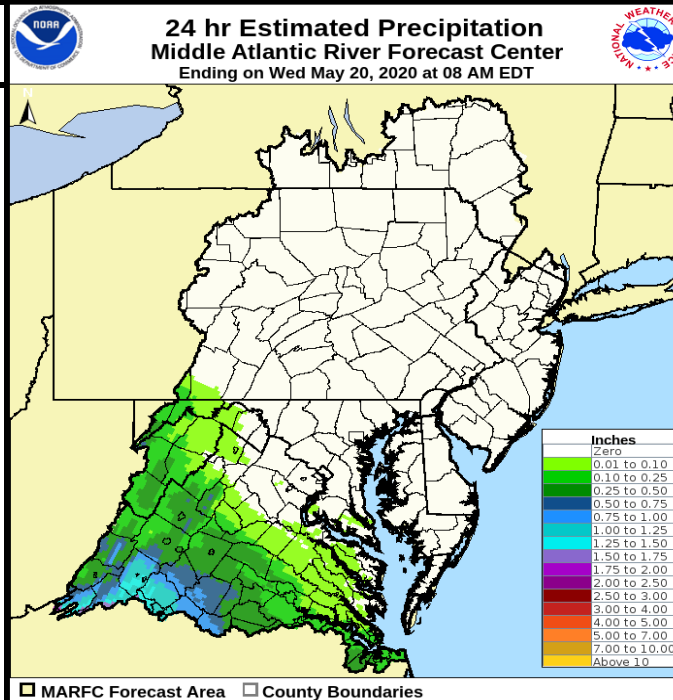 NOAA
24 hr Estimated Precipitation
Middle Atlantic River Forecast Center
Ending on Wed May 20, 2020 at 08 AM EDT
NATIONAL WEATHER
N
Inches
Zero
0.01 to 0.10
0.10 to 0.25
0.25 to 0.50
0.50 to 0.75
0.75 to 1.00
1.00 to 1.25
1.25 to 1.50
1.50 to 1.75
1.75 to 2.00
2.00 to 2.50
2.50 to 3.00
3.00 to 4.00
4.00 to 5.00
5.00 to 7.00
7.00 to 10.00
Above 10
MARFC Forecast Area
County Boundaries